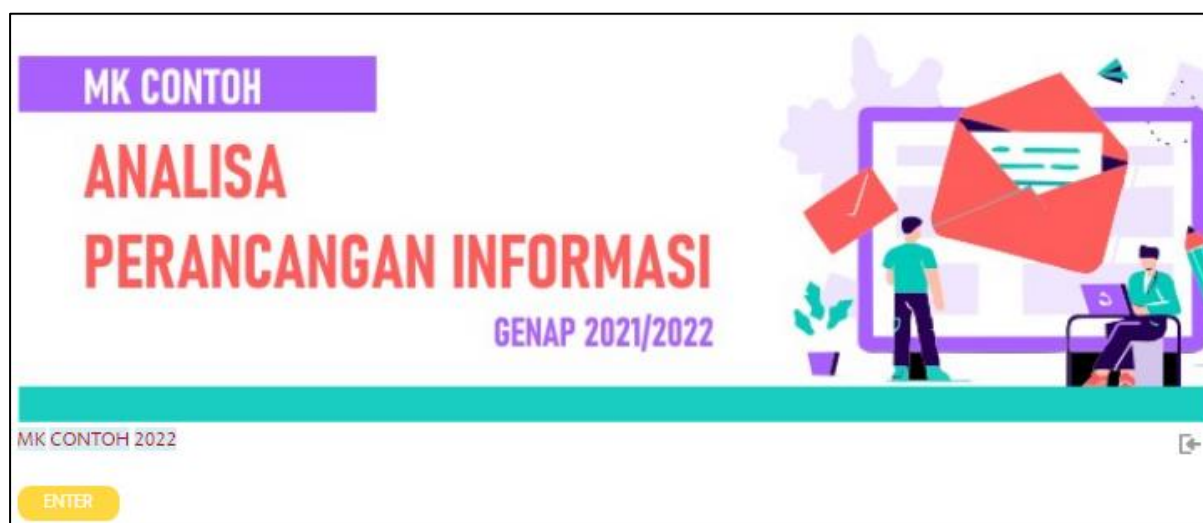 MK CONTOH
ANALISA
PERANCANGAN INFORMASI
GENAP 2021/2022
MK CONTOH 2022
ENTER